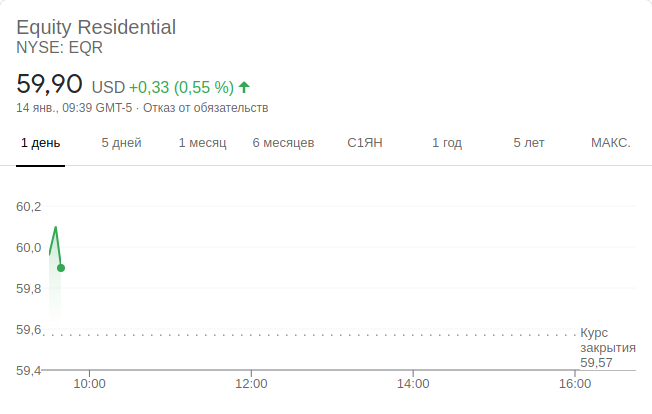 Equity Residential
NYSE: EQR
59,90 USD +0,33 (0,55 %)
14 янв., 09:39 GMT-5 · Отказ от обязательств
1 день 5 дней 1 месяц 6 месяцев С1ЯН 1 год 5 лет МАКС.
60,2
60,0
59,8
59,6
Курс
закрытия
59,57
59,4
10:00 12:00 14:00 16:00